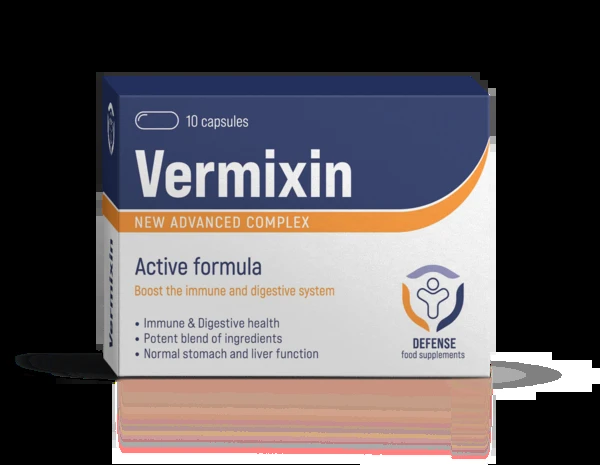 10 capsules
Vermixin
NEW ADVANCED COMPLEX
Active formula
Boost the immune and digestive system
• Immune & Digestive health
• Potent blend of ingredients
• Normal stomach and liver function
DEFENSE
food supplements
Vermixin